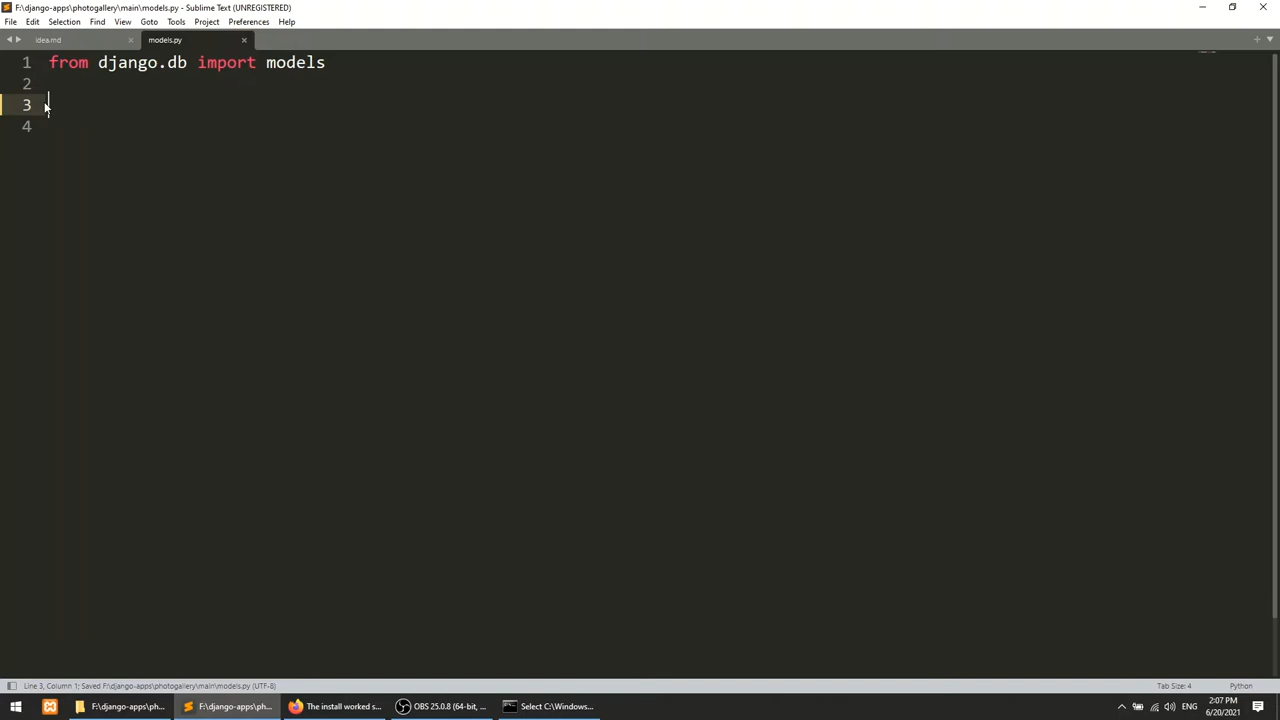 F:\django-apps\photogallery\main\models.py - Sublime Text (UNREGISTERED)
File Edit Selection Find View Goto Tools Project Preferences Help
idea.md models.py
1 from django.db import models
2
3
4
Line 3, Column 1; Saved F:\django-apps\photogallery\main\models.py (UTF-8) Tab Size: 4 Python
F:\django-apps\ph... F:\django-apps\ph... The install worked s... OBS 25.0.8 (64-bit, ... Select C:\Windows... ENG 2:07 PM
6/20/2021